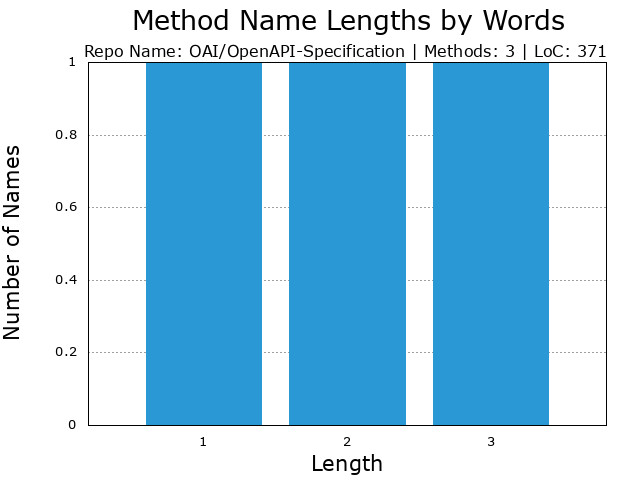 Method Name Lengths by Words
Repo Name: OAI/OpenAPI-Specification | Methods: 3 | LoC: 371
Number of Names
1
0.8
0.6
0.4
0.2
0
1 2 3
Length